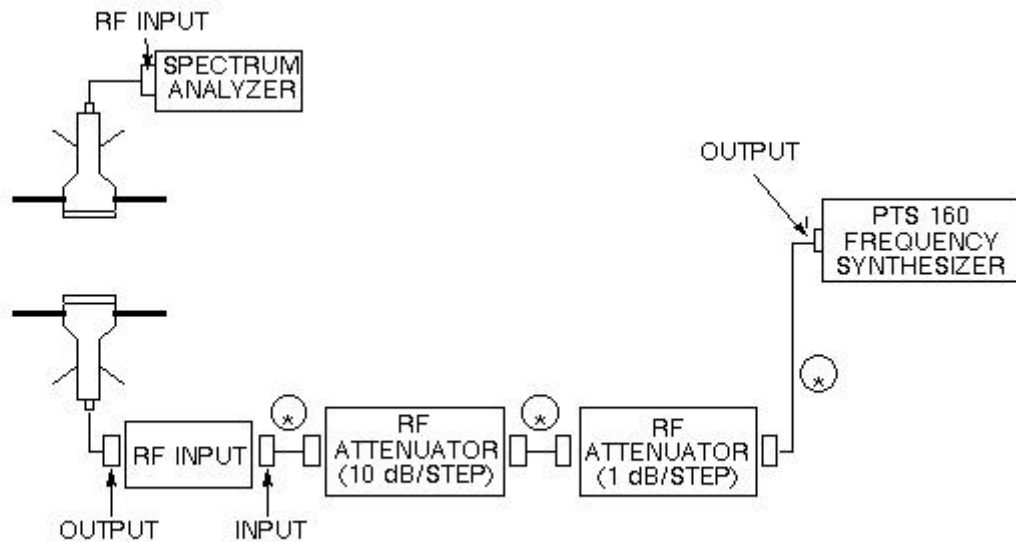 RF INPUT
SPECTRUM
ANALYZER
OUTPUT
PTS 160
FREQUENCY
SYNTHESIZER
*
*
*
RF INPUT
RF
ATTENUATOR
(10 dB/STEP)
RF
ATTENUATOR
(1 dB/STEP)
OUTPUT
INPUT